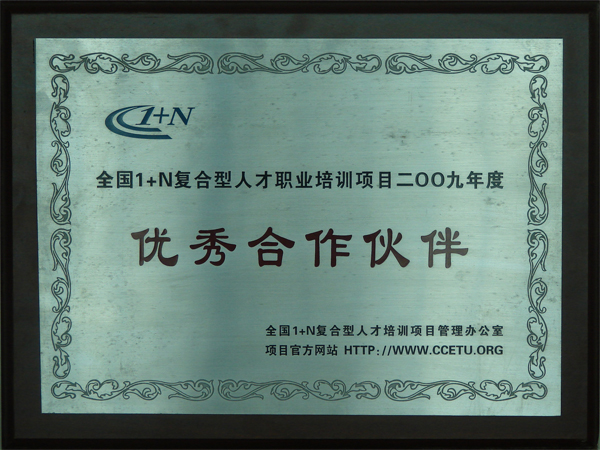 1+N
全国1+N复合型人才职业培训项目二OO九年度
优秀合作伙伴
全国1+N复合型人才培训项目管理办公室
项目官方网站 HTTP://WWW.CCETU.ORG